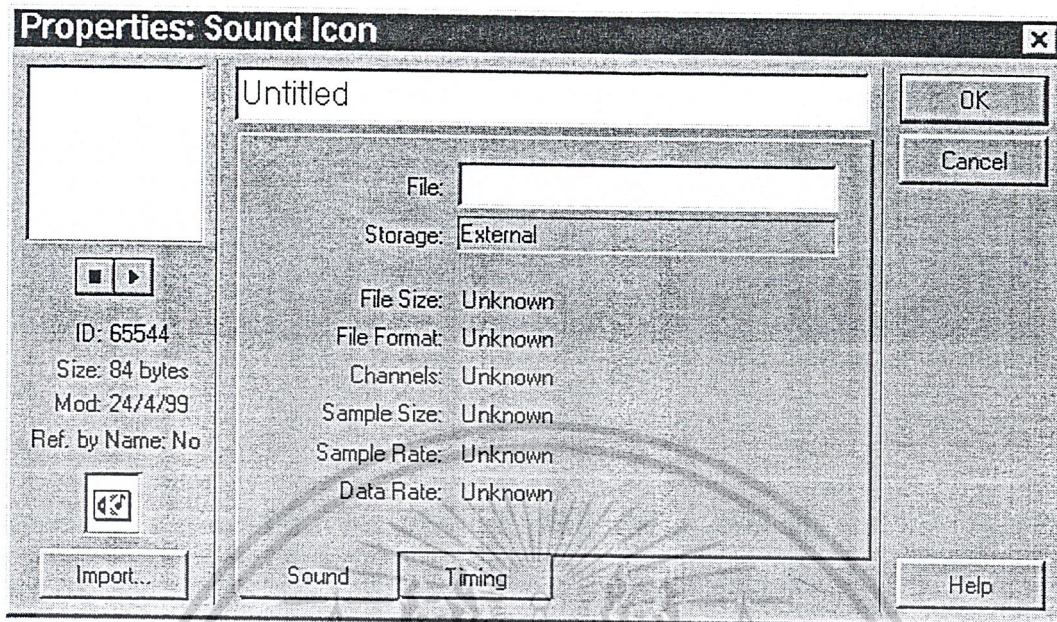 Properties: Sound Icon
Untitled
OK
Cancel
File:
Storage: External
File Size: Unknown
File Format: Unknown
Channels: Unknown
Sample Size: Unknown
Sample Rate: Unknown
Data Rate: Unknown
ID: 65544
Size: 84 bytes
Mod: 24/4/99
Ref. by Name: No
Import...
Sound
Timing
Help